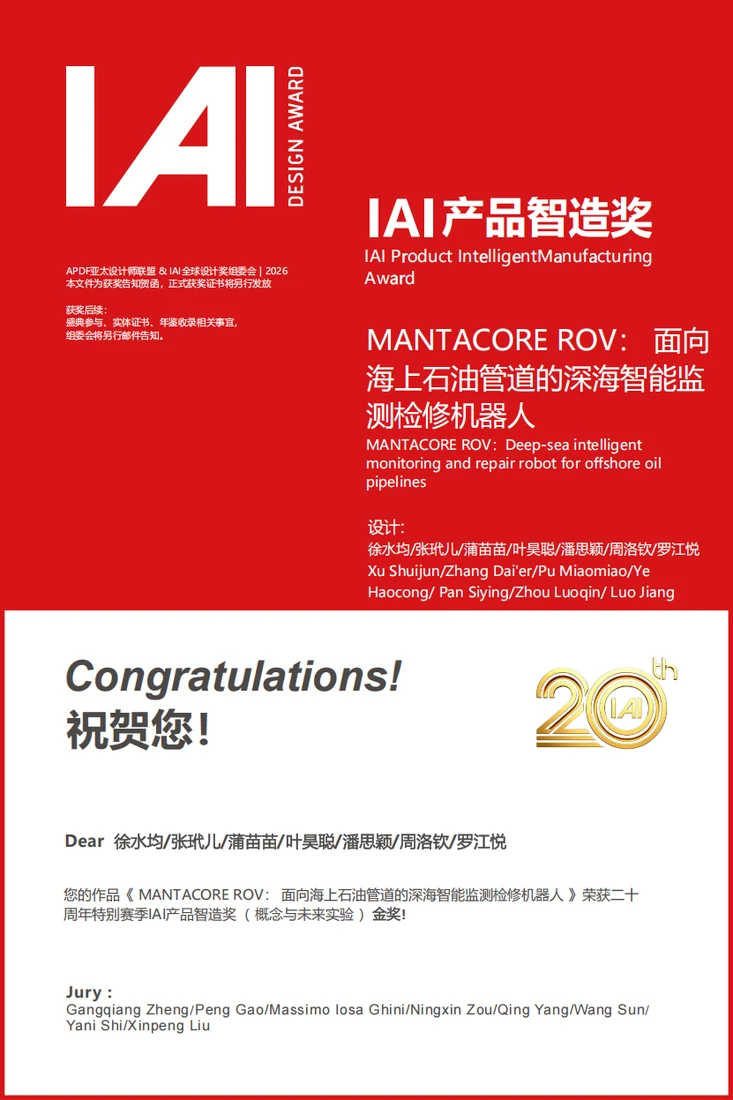 IAI
DESIGN AWARD
APDF亚太设计师联盟 & IAI全球设计奖组委会 | 2026
本文件为获奖告知贺函，正式获奖证书将另行发放
获奖后续：
盛典参与、实体证书、年鉴收录相关事宜，
组委会将另行邮件告知。
IAI产品智造奖
IAI Product IntelligentManufacturing
Award
MANTACORE ROV： 面向
海上石油管道的深海智能监
测检修机器人
MANTACORE ROV：Deep-sea intelligent
monitoring and repair robot for offshore oil
pipelines
设计：
徐水均/张玳儿/蒲苗苗/叶昊聪/潘思颖/周洛钦/罗江悦
Xu Shuijun/Zhang Dai'er/Pu Miaomiao/Ye
Haocong/ Pan Siying/Zhou Luoqin/ Luo Jiang
Congratulations!
祝贺您！
20th
IAI
Dear 徐水均/张玳儿/蒲苗苗/叶昊聪/潘思颖/周洛钦/罗江悦
您的作品《 MANTACORE ROV： 面向海上石油管道的深海智能监测检修机器人 》荣获二十
周年特别赛季IAI产品智造奖 （ 概念与未来实验 ）金奖!
Jury：
Gangqiang Zheng/Peng Gao/Massimo Iosa Ghini/Ningxin Zou/Qing Yang/Wang Sun/
Yani Shi/Xinpeng Liu